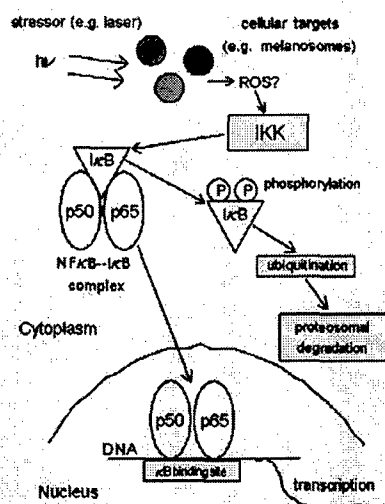 stressor (e.g. laser)
cellular targets
(e.g. melanosomes)
hν
ROS?
IKK
IκB
p50 p65
NFκB--IκB
complex
P P
phosphorylation
IκB
ubiquitination
proteosomal
degradation
Cytoplasm
p50 p65
DNA
κB binding site
Nucleus
transcription